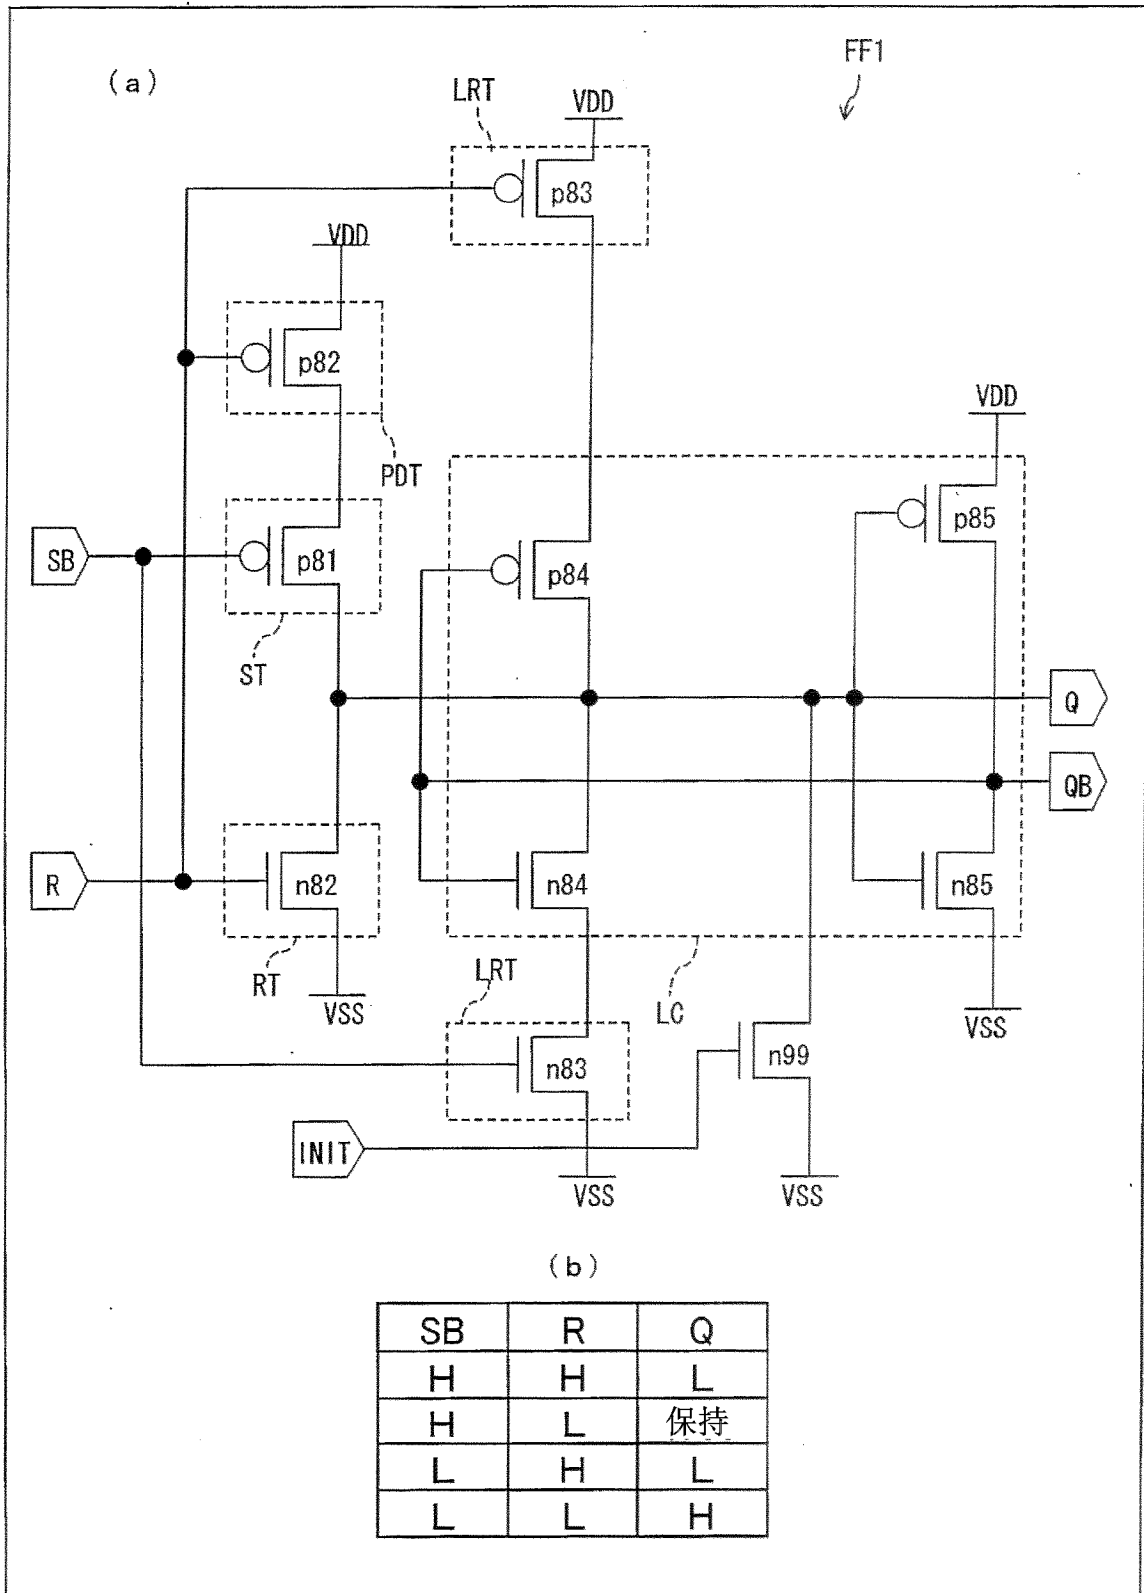 FF1
(a)
LRT
VDD
p83
VDD
p82
PDT
VDD
SB
p81
ST
p84
p85
Q
QB
R
n82
RT
VSS
n84
n85
LRT
LC
VSS
n83
n99
INIT
VSS
VSS
(b)
SB R Q
H H L
H L 保持
L H L
L L H